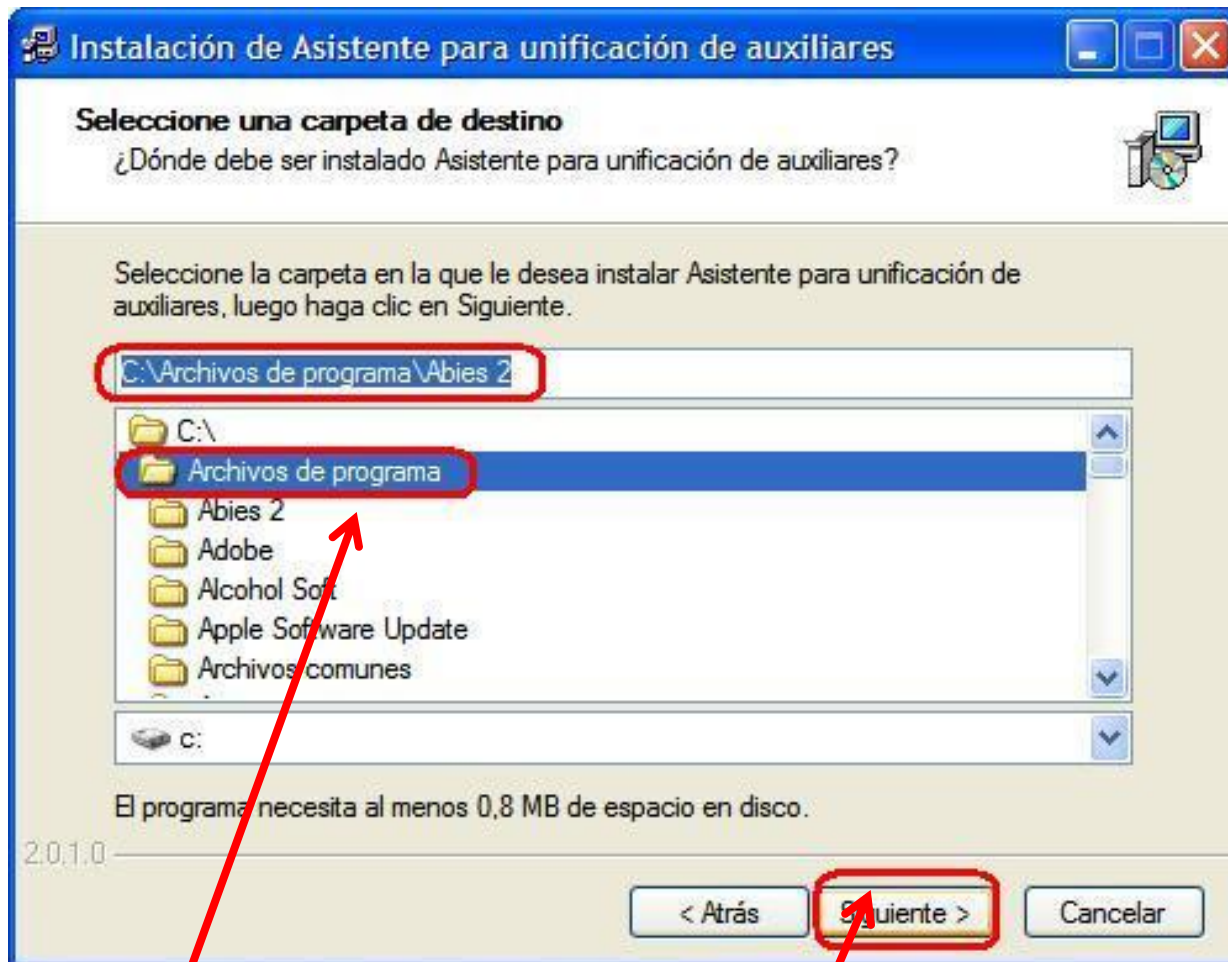 Instalación de Asistente para unificación de auxiliares
Seleccione una carpeta de destino
¿Dónde debe ser instalado Asistente para unificación de auxiliares?
Seleccione la carpeta en la que le desea instalar Asistente para unificación de
auxiliares, luego haga clic en Siguiente.
C:\Archivos de programa\Abies 2
C:\
Archivos de programa
Abies 2
Adobe
Alcohol Soft
Apple Software Update
Archivos comunes
c:
El programa necesita al menos 0,8 MB de espacio en disco.
2.0.1.0
< Atrás
Siguiente >
Cancelar